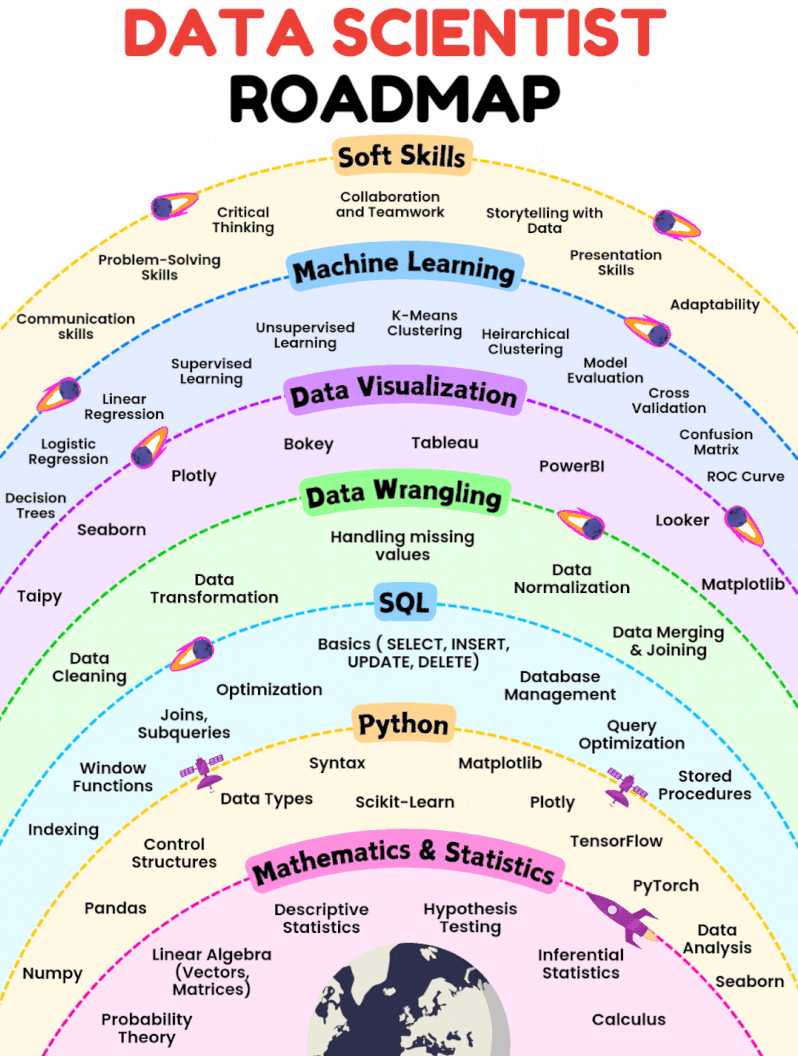 DATA SCIENTIST
ROADMAP
Soft Skills
Communication
skills
Problem-Solving
Skills
Critical
Thinking
Collaboration
and Teamwork
Storytelling with
Data
Presentation
Skills
Adaptability
Machine Learning
Decision
Trees
Logistic
Regression
Linear
Regression
Supervised
Learning
Unsupervised
Learning
K-Means
Clustering
Heirarchical
Clustering
Model
Evaluation
Cross
Validation
Confusion
Matrix
ROC Curve
Data Visualization
Taipy
Seaborn
Plotly
Bokey
Tableau
PowerBI
Looker
Matplotlib
Data Wrangling
Data
Cleaning
Data
Transformation
Handling missing
values
Data
Normalization
Data Merging
& Joining
SQL
Indexing
Window
Functions
Joins,
Subqueries
Optimization
Basics ( SELECT, INSERT,
UPDATE, DELETE)
Database
Management
Query
Optimization
Stored
Procedures
Python
Numpy
Pandas
Control
Structures
Data Types
Syntax
Scikit-Learn
Matplotlib
Plotly
TensorFlow
PyTorch
Data
Analysis
Seaborn
Mathematics & Statistics
Probability
Theory
Linear Algebra
(Vectors,
Matrices)
Descriptive
Statistics
Hypothesis
Testing
Inferential
Statistics
Calculus